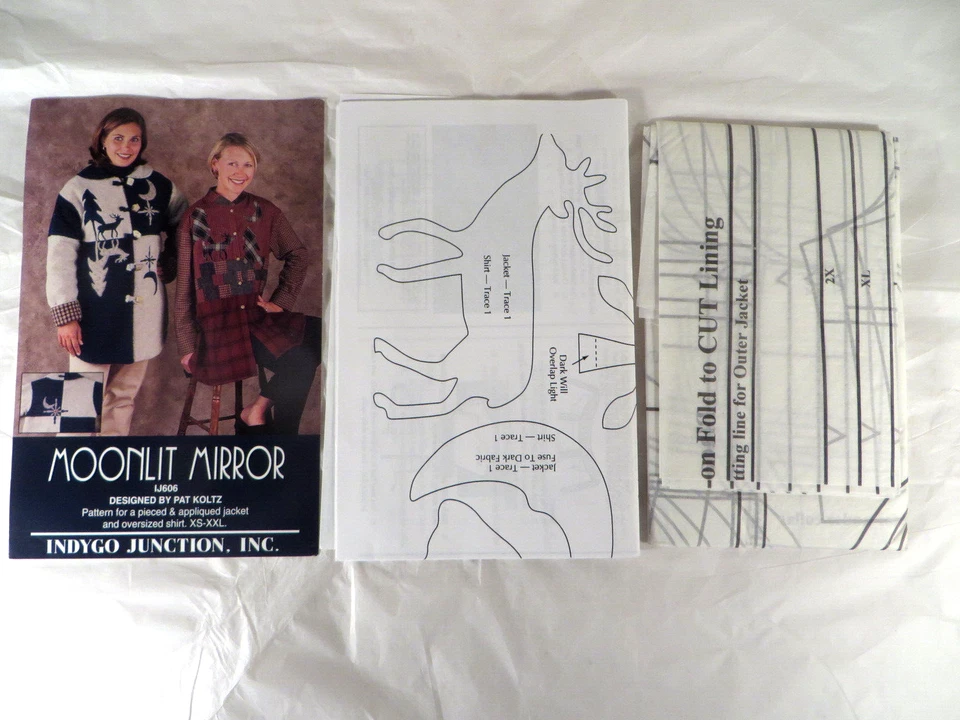 MOONLIT MIRROR
IJ606
DESIGNED BY PAT KOLTZ
Pattern for a pieced & appliqued jacket
and oversized shirt. XS-XXL.
INDYGO JUNCTION, INC.
Jacket — Trace 1
Shirt — Trace 1
Dark Will
Overlap Light
Jacket — Trace 1
Fuse To Dark Fabric
Shirt — Trace 1
on Fold to CUT Lining
tting line for Outer Jacket
2X
XL